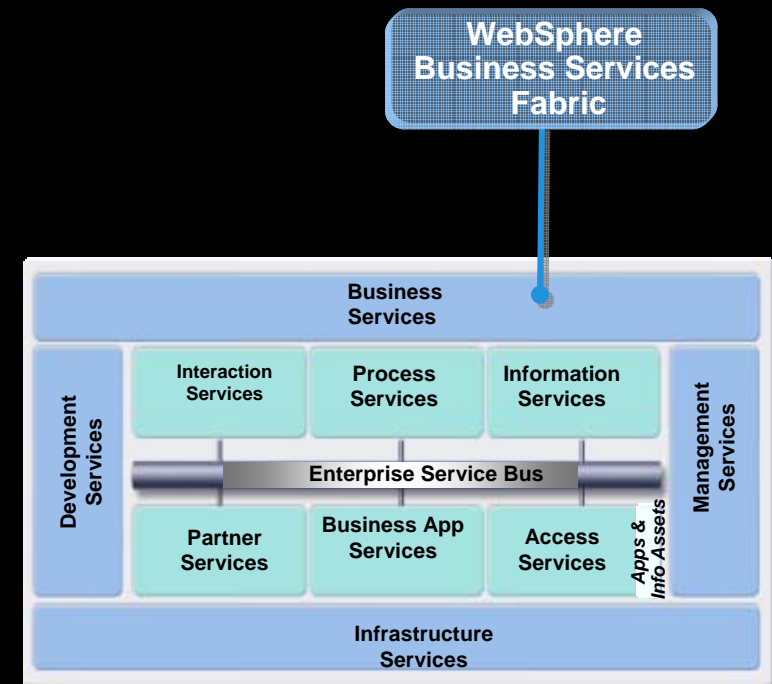 WebSphere
Business Services
Fabric
Business
Services
Development
Services
Interaction
Services
Process
Services
Information
Services
Management
Services
Enterprise Service Bus
Partner
Services
Business App
Services
Access
Services
Apps &
Info Assets
Infrastructure
Services